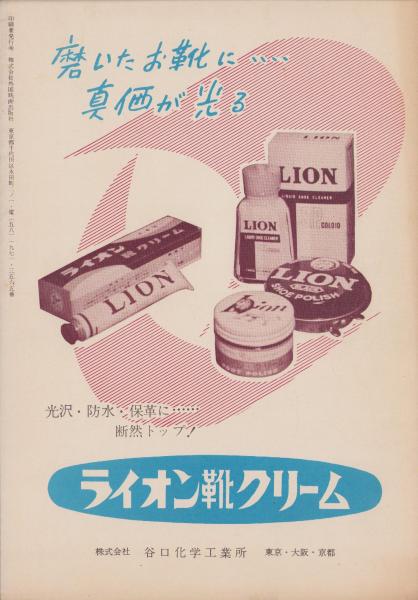 磨いたお靴に……
真価が光る
LION
LIQUID SHOE CLEANER
COLOID
LION
LIQUID SHOE CLEANER
ライオン靴クリーム
LION
LION
SHOE POLISH
Lion
光沢・防水・保革に……
断然トップ!
ライオン靴クリーム
株式会社 谷口化学工業所 東京・大阪・京都